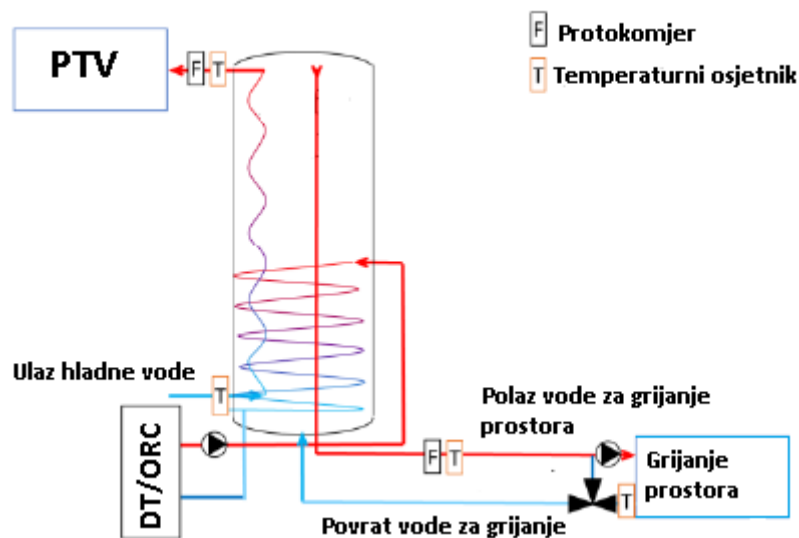 PTV
F
T
F
Protokomjer
T
Temperaturni osjetnik
Ulaz hladne vode
T
DT/ORC
Polaz vode za grijanje
prostora
F
T
Grijanje
prostora
T
Povrat vode za grijanje